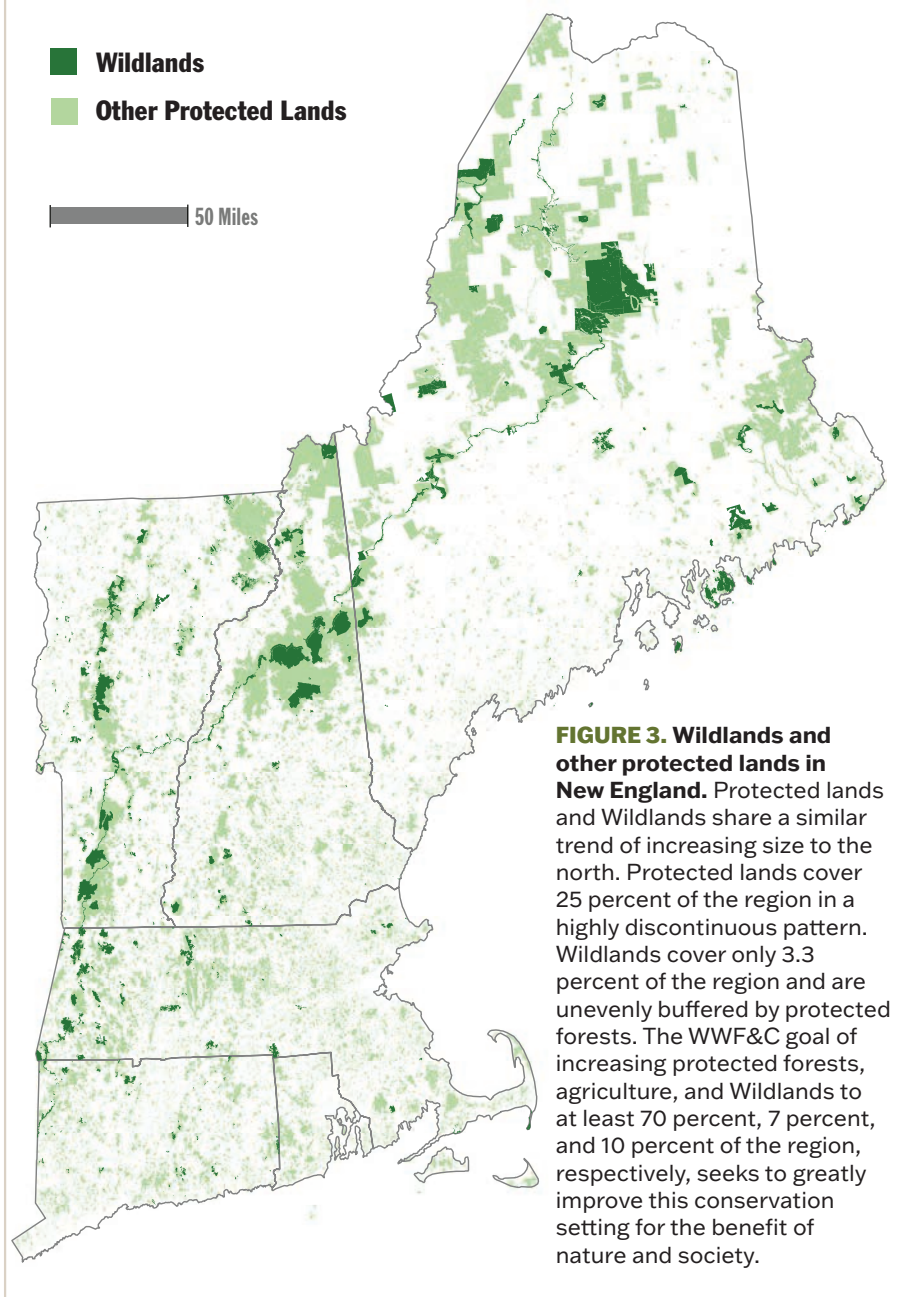 Wildlands
Other Protected Lands
50 Miles
FIGURE 3. Wildlands and
other protected lands in
New England. Protected lands
and Wildlands share a similar
trend of increasing size to the
north. Protected lands cover
25 percent of the region in a
highly discontinuous pattern.
Wildlands cover only 3.3
percent of the region and are
unevenly buffered by protected
forests. The WWF&C goal of
increasing protected forests,
agriculture, and Wildlands to
at least 70 percent, 7 percent,
and 10 percent of the region,
respectively, seeks to greatly
improve this conservation
setting for the benefit of
nature and society.